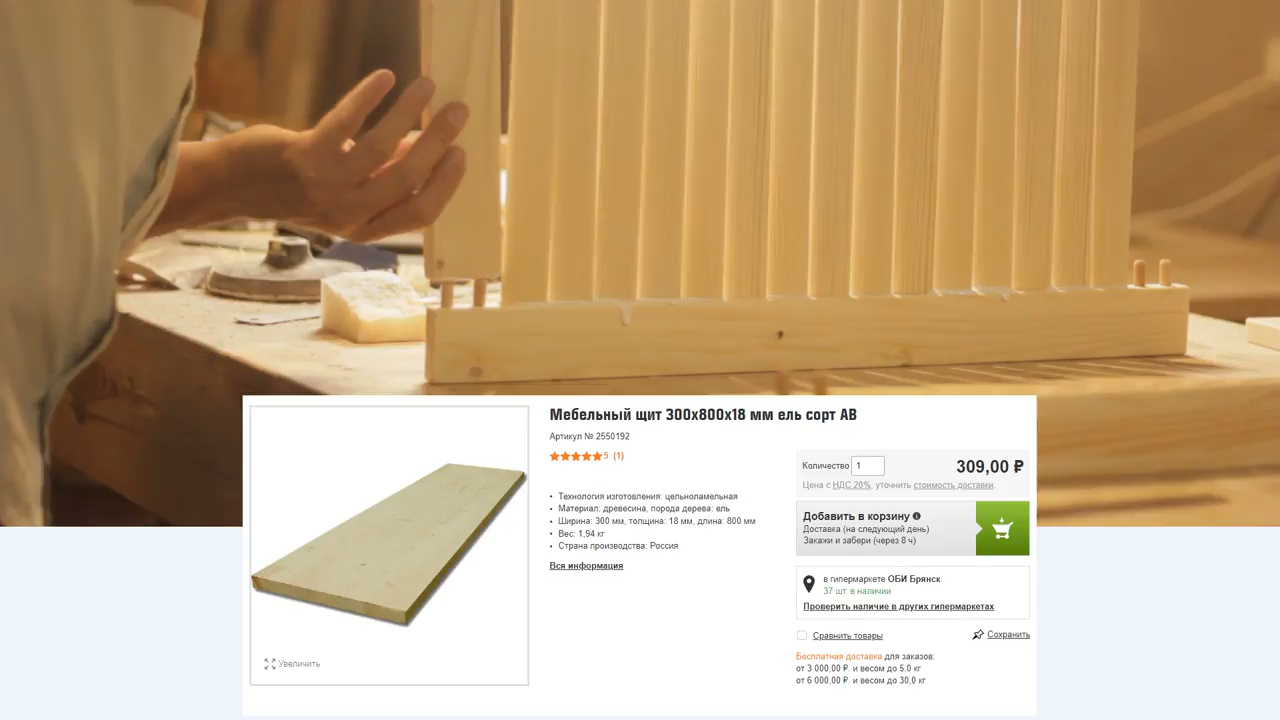 Мебельный щит 300х800х18 мм ель сорт АВ
Артикул № 2550192
5 (1)
• Технология изготовления: цельноламельная
• Материал: древесина, порода дерева: ель
• Ширина: 300 мм, толщина: 18 мм, длина: 800 мм
• Вес: 1,94 кг
• Страна производства: Россия
Вся информация
Увеличить
Количество 1 309,00 ₽
Цена с НДС 20%, уточнить стоимость доставки.
Добавить в корзину
Доставка (на следующий день)
Закажи и забери (через 8 ч)
в гипермаркете ОБИ Брянск
37 шт. в наличии
Проверить наличие в других гипермаркетах
Сравнить товары Сохранить
Бесплатная доставка для заказов:
от 3 000,00 ₽. и весом до 5,0 кг
от 6 000,00 ₽. и весом до 30,0 кг